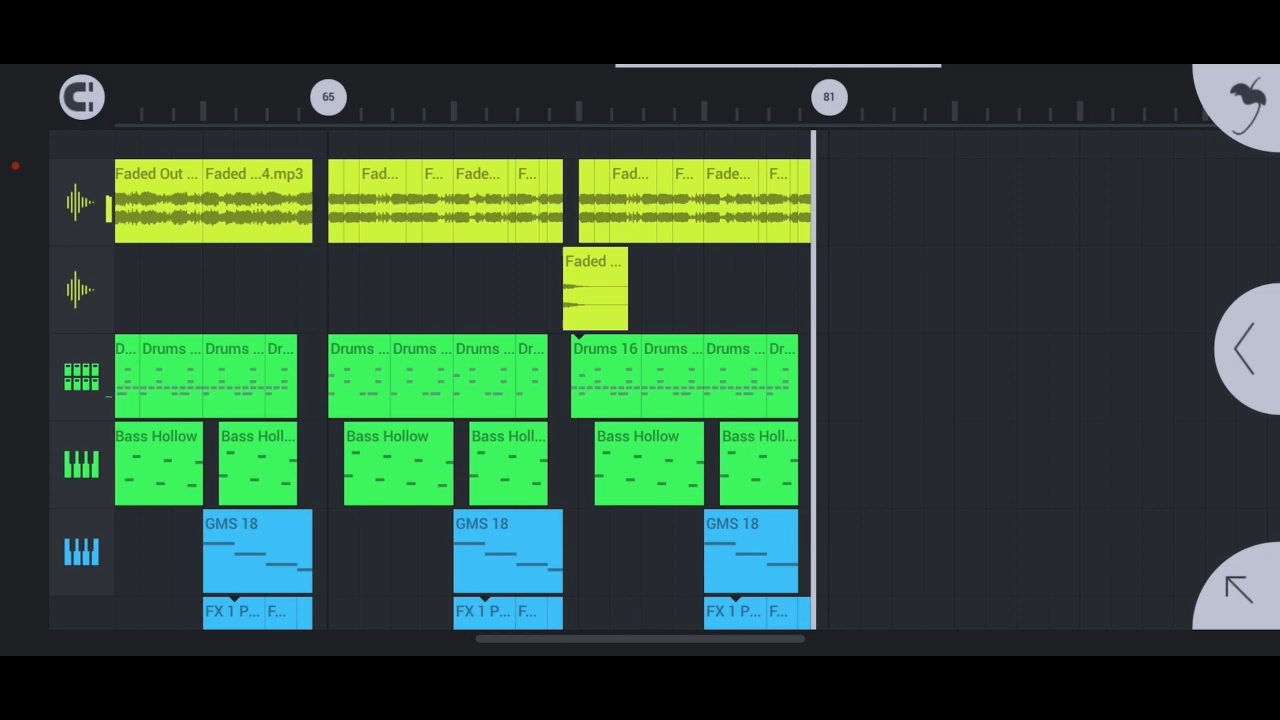 65 81
Faded Out ... Faded ...4.mp3 Fad... F... Fade... F... Fad... F... Fade... F...
Faded ...
D... Drums ... Drums ... Dr... Drums ... Drums ... Drums ... Dr... Drums 16 Drums ... Drums ... Dr...
Bass Hollow Bass Holl... Bass Hollow Bass Holl... Bass Hollow Bass Holl...
GMS 18 GMS 18 GMS 18
FX 1 P... F... FX 1 P... F... FX 1 P... F...